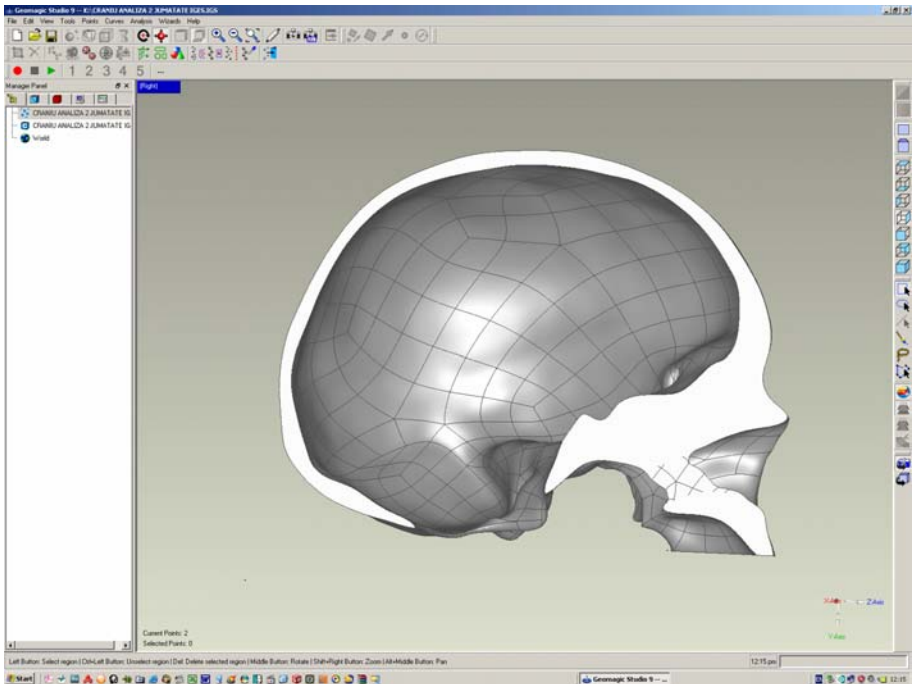 Geomagic Studio 9 -- K:\CRANIU ANALIZA 2 JUMATATE IGES.IGS
File Edit View Tools Points Curves Analysis Wizards Help
1 2 3 4 5
Manager Panel
[Right]
CRANIU ANALIZA 2 JUMATATE IG
CRANIU ANALIZA 2 JUMATATE IG
World
X-Axis
Z-Axis
Y-Axis
Current Points: 2
Selected Points: 0
Left Button: Select region | Ctrl+Left Button: Unselect region | Del: Delete selected region | Middle Button: Rotate | Shift+Right Button: Zoom | Alt+Middle Button: Pan
12:15 pm
Start
Geomagic Studio 9 -- ...
12:15